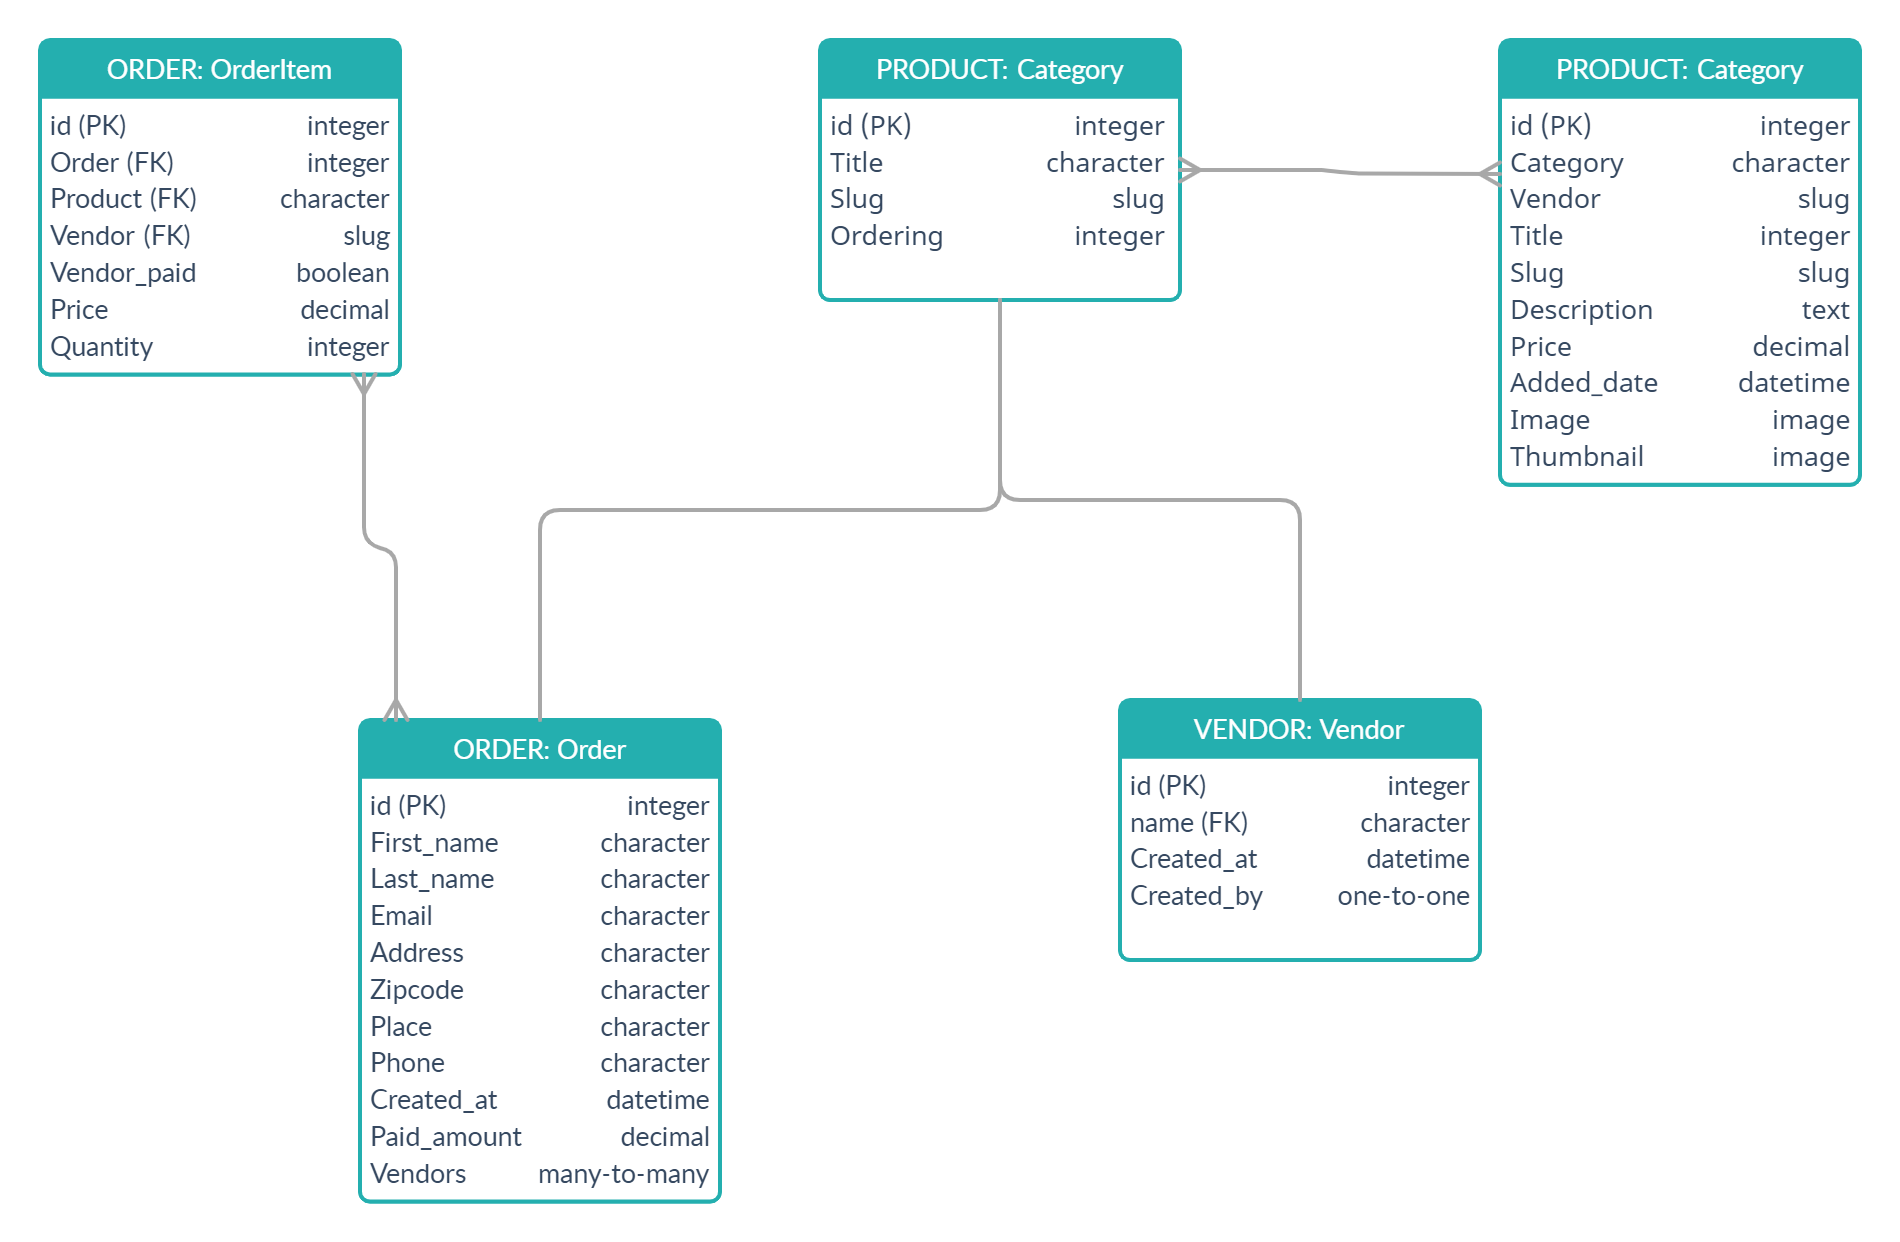 ORDER: OrderItem
id (PK) integer
Order (FK) integer
Product (FK) character
Vendor (FK) slug
Vendor_paid boolean
Price decimal
Quantity integer
PRODUCT: Category
id (PK) integer
Title character
Slug slug
Ordering integer
PRODUCT: Category
id (PK) integer
Category character
Vendor slug
Title integer
Slug slug
Description text
Price decimal
Added_date datetime
Image image
Thumbnail image
ORDER: Order
id (PK) integer
First_name character
Last_name character
Email character
Address character
Zipcode character
Place character
Phone character
Created_at datetime
Paid_amount decimal
Vendors many-to-many
VENDOR: Vendor
id (PK) integer
name (FK) character
Created_at datetime
Created_by one-to-one